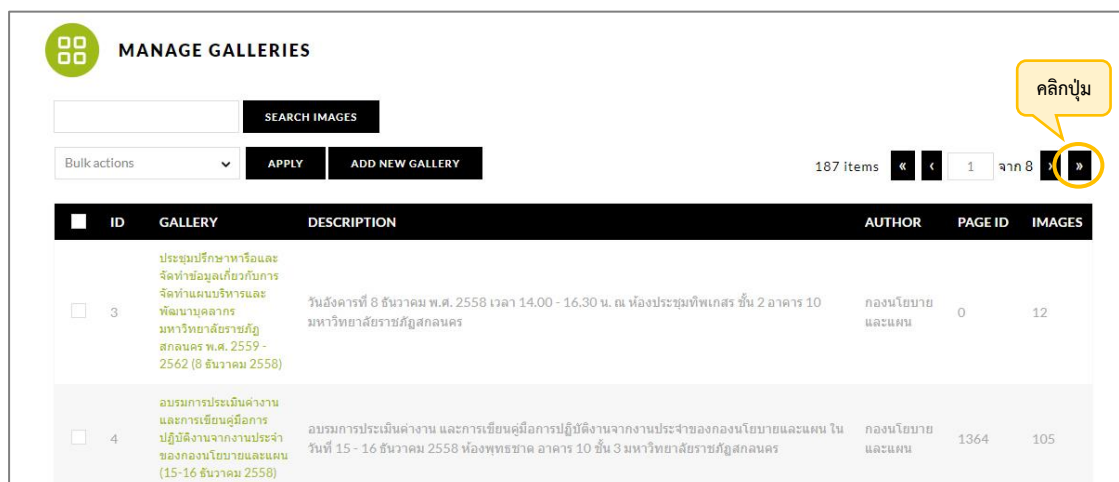 MANAGE GALLERIES
คลิกปุ่ม
SEARCH IMAGES
Bulk actions APPLY ADD NEW GALLERY 187 items « ‹ 1 จาก 8 › »
ID GALLERY DESCRIPTION AUTHOR PAGE ID IMAGES
ประชุมปรึกษาหารือและ
จัดทำข้อมูลเกี่ยวกับการ
จัดทำแผนบริหารและ
พัฒนาบุคลากร
มหาวิทยาลัยราชภัฏ
สกลนคร พ.ศ. 2559 -
2562 (8 ธันวาคม 2558)
3
วันอังคารที่ 8 ธันวาคม พ.ศ. 2558 เวลา 14.00 - 16.30 น. ณ ห้องประชุมทิพเกสร ชั้น 2 อาคาร 10
มหาวิทยาลัยราชภัฏสกลนคร
กองนโยบาย
และแผน
0
12
อบรมการประเมินค่างาน
และการเขียนคู่มือการ
ปฏิบัติงานจากงานประจำ
ของกองนโยบายและแผน
(15-16 ธันวาคม 2558)
4
อบรมการประเมินค่างาน และการเขียนคู่มือการปฏิบัติงานจากงานประจำของกองนโยบายและแผน ใน
วันที่ 15 - 16 ธันวาคม 2558 ห้องพุทธชาด อาคาร 10 ชั้น 3 มหาวิทยาลัยราชภัฏสกลนคร
กองนโยบาย
และแผน
1364
105